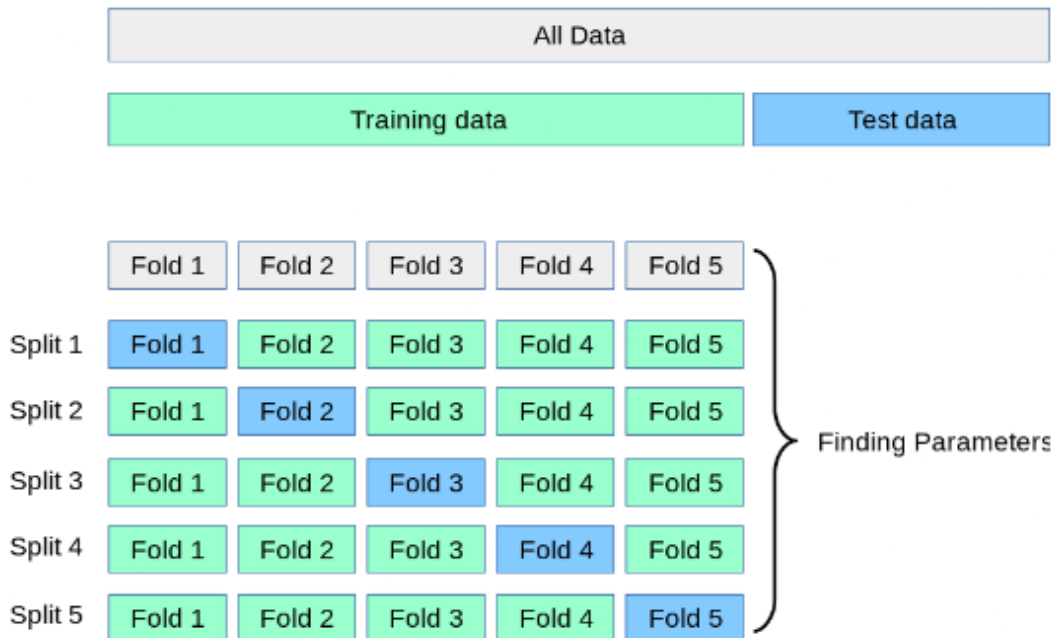 All Data
Training data Test data
Fold 1 Fold 2 Fold 3 Fold 4 Fold 5
Split 1 Fold 1 Fold 2 Fold 3 Fold 4 Fold 5
Split 2 Fold 1 Fold 2 Fold 3 Fold 4 Fold 5
Finding Parameters
Split 3 Fold 1 Fold 2 Fold 3 Fold 4 Fold 5
Split 4 Fold 1 Fold 2 Fold 3 Fold 4 Fold 5
Split 5 Fold 1 Fold 2 Fold 3 Fold 4 Fold 5